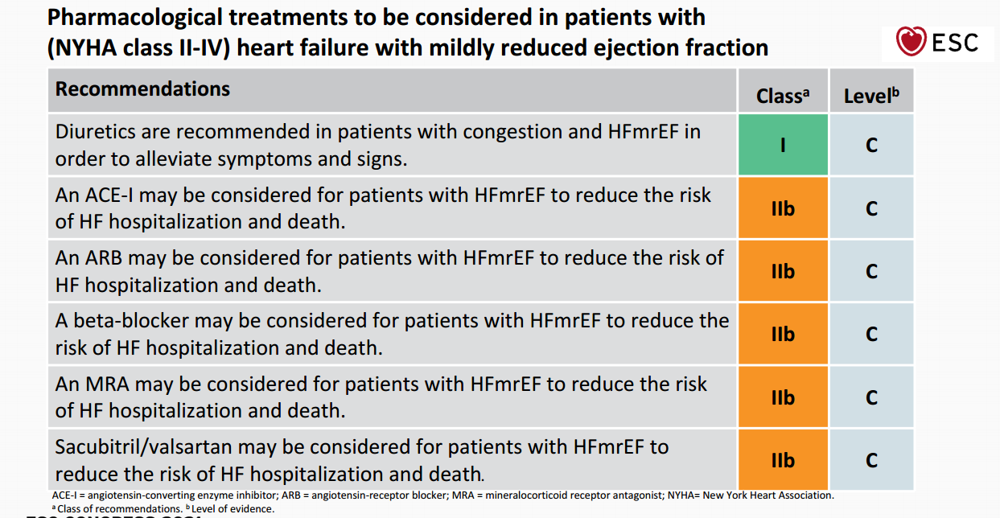 Pharmacological treatments to be considered in patients with
(NYHA class II-IV) heart failure with mildly reduced ejection fraction
ESC
Recommendations
Classᵃ
Levelᵇ
Diuretics are recommended in patients with congestion and HFmrEF in
order to alleviate symptoms and signs.
I
C
An ACE-I may be considered for patients with HFmrEF to reduce the risk
of HF hospitalization and death.
IIb
C
An ARB may be considered for patients with HFmrEF to reduce the risk of
HF hospitalization and death.
IIb
C
A beta-blocker may be considered for patients with HFmrEF to reduce the
risk of HF hospitalization and death.
IIb
C
An MRA may be considered for patients with HFmrEF to reduce the risk
of HF hospitalization and death.
IIb
C
Sacubitril/valsartan may be considered for patients with HFmrEF to
reduce the risk of HF hospitalization and death.
IIb
C
ACE-I = angiotensin-converting enzyme inhibitor; ARB = angiotensin-receptor blocker; MRA = mineralocorticoid receptor antagonist; NYHA= New York Heart Association.
ᵃ Class of recommendations. ᵇ Level of evidence.